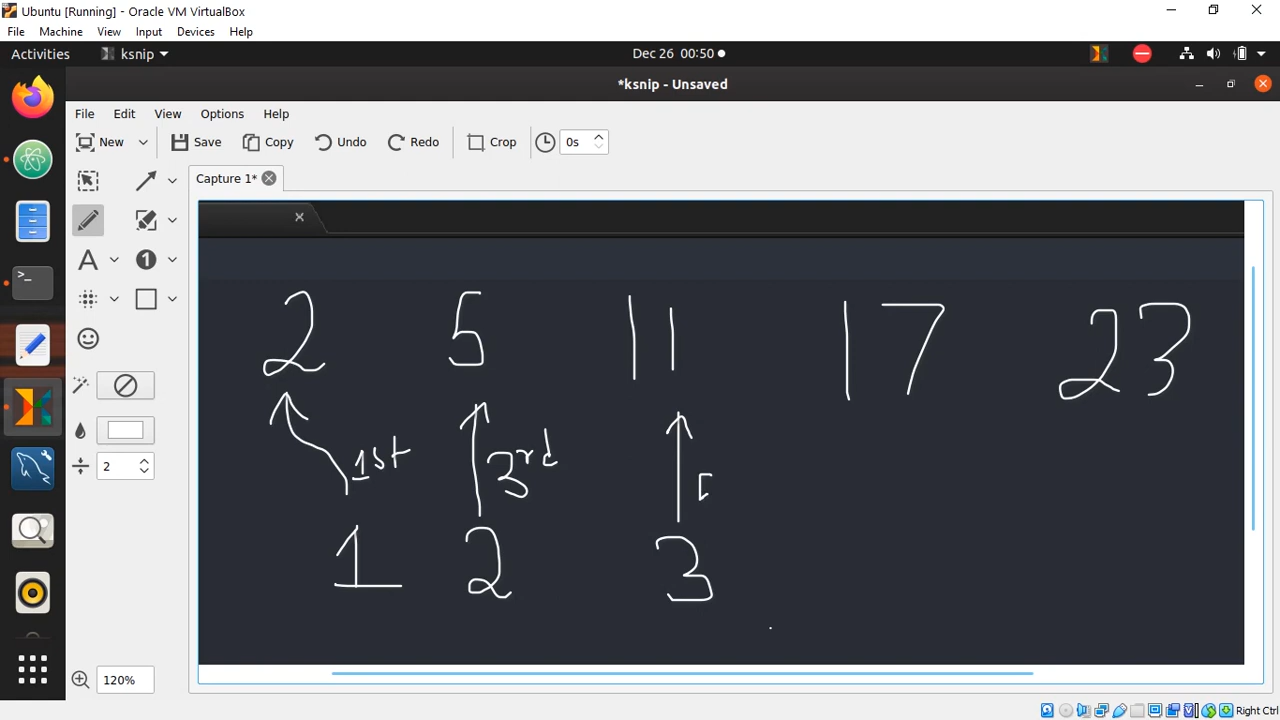 Ubuntu [Running] - Oracle VM VirtualBox
File Machine View Input Devices Help
Activities ksnip Dec 26 00:50
*ksnip - Unsaved
File Edit View Options Help
New Save Copy Undo Redo Crop 0s
Capture 1*
2 5 11 17 23
1st 3rd
1 2 3
A 1
2
120%
Right Ctrl